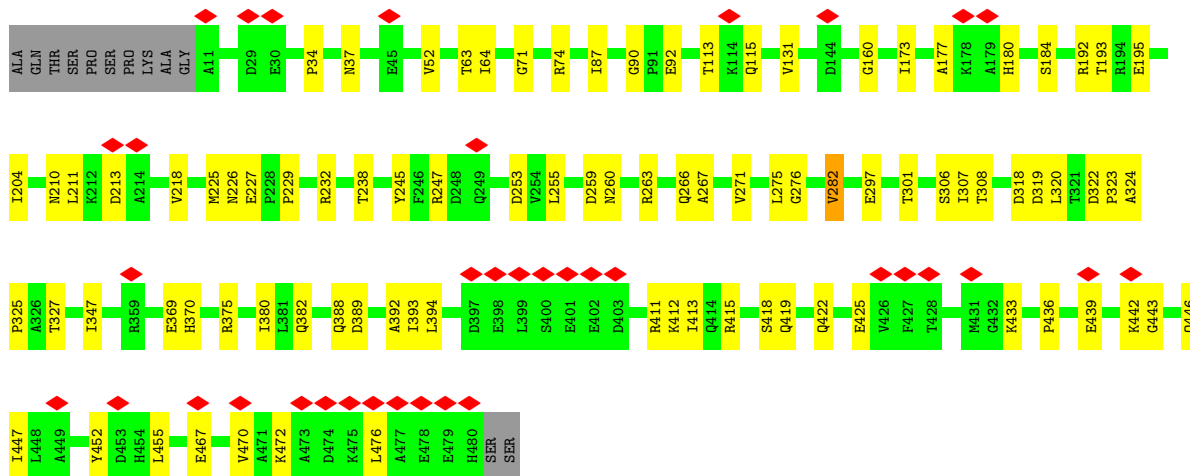 ALA GLN THR SER PRO SER PRO LYS ALA GLY A11 D29 E30 P34 N37 E45 V52 T63 I64 G71 R74 I87 G90 P91 E92 T113 K114 Q115 V131 D144 G160 I173 A177 K178 A179 H180 S184 R192 T193 R194 E195
I204 N210 L211 K212 D213 A214 V218 M225 N226 E227 P228 P229 R232 T238 Y245 F246 R247 D248 Q249 D253 V254 L255 D259 N260 R263 Q266 A267 V271 L275 G276 V282 E297 T301 S306 I307 T308 D318 D319 L320 T321 D322 P323 A324
P325 A326 T327 I347 R359 E369 H370 R375 I380 L381 Q382 Q388 D389 A392 I393 L394 D397 E398 L399 S400 E401 E402 D403 R411 K412 I413 Q414 R415 S418 Q419 Q422 E425 V426 F427 T428 M431 G432 K433 P436 E439 K442 G443
I447 L448 A449 Y452 D453 H454 L455 E467 V470 A471 K472 A473 D474 K475 L476 A477 E478 E479 H480 SER SER